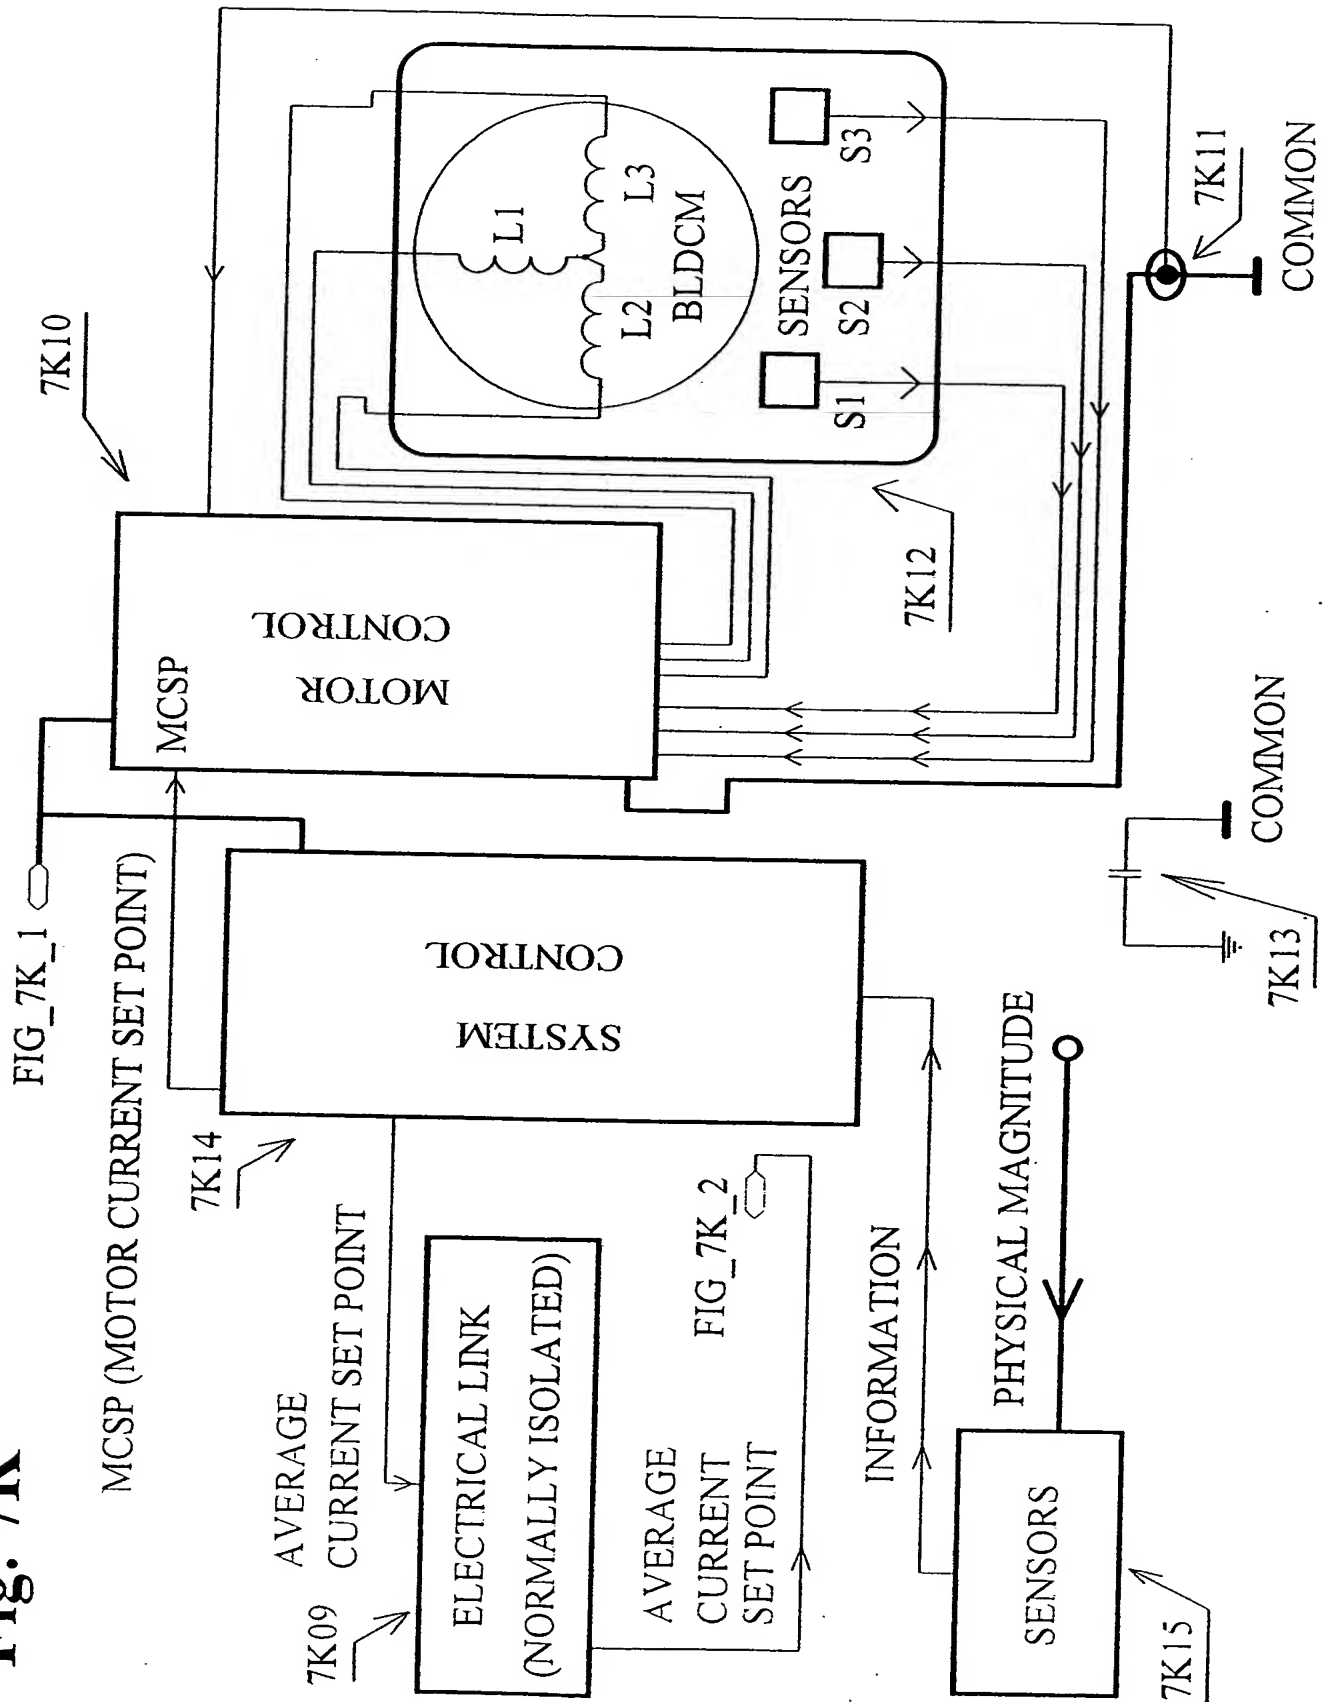 Fig. 7K
FIG_7K_1
MCSP (MOTOR CURRENT SET POINT)
7K10
MCSP
MOTOR
CONTROL
L1
L2
L3
BLDCM
SENSORS
S1
S2
S3
7K12
7K11
COMMON
7K14
SYSTEM
CONTROL
AVERAGE
CURRENT SET POINT
7K09
ELECTRICAL LINK
(NORMALLY ISOLATED)
AVERAGE
CURRENT
SET POINT
FIG_7K_2
INFORMATION
PHYSICAL MAGNITUDE
SENSORS
7K15
7K13
COMMON